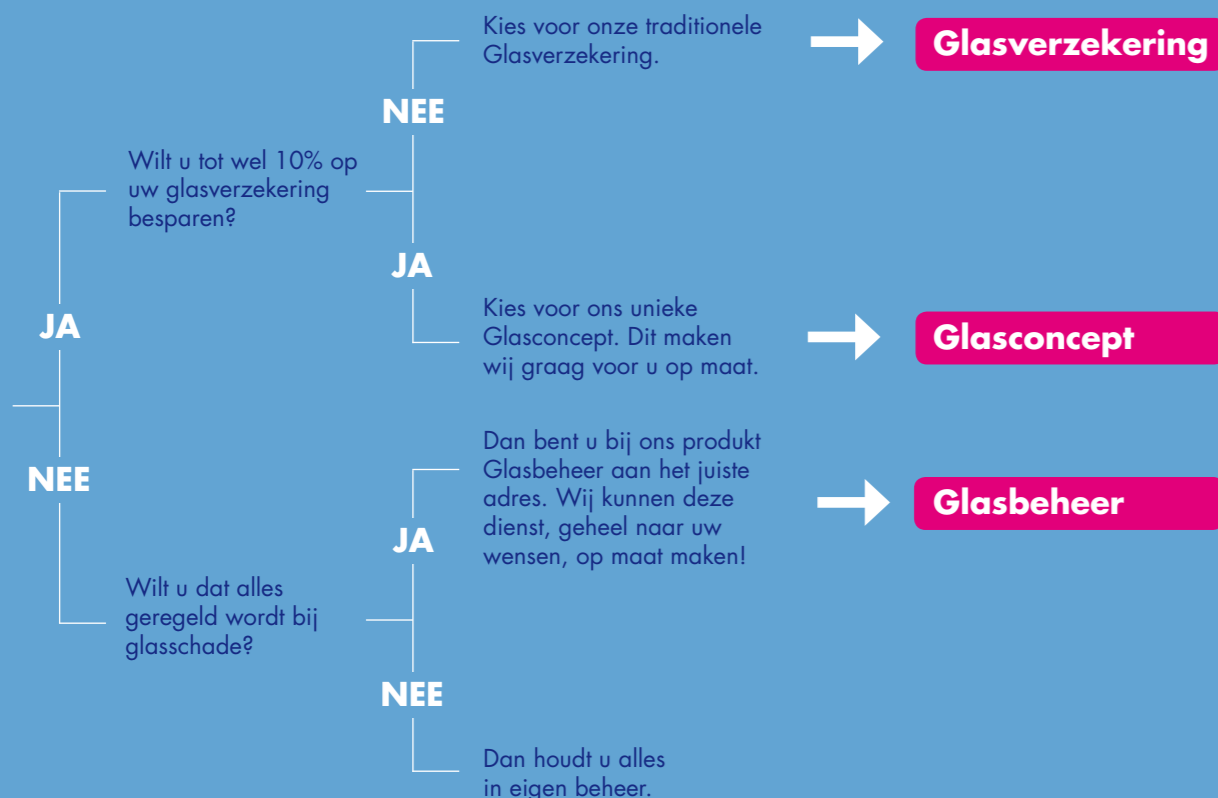 Kies voor onze traditionele
Glasverzekering.
Glasverzekering
NEE
Wilt u tot wel 10% op
uw glasverzekering
besparen?
JA
JA
Kies voor ons unieke
Glasconcept. Dit maken
wij graag voor u op maat.
Glasconcept
NEE
Dan bent u bij ons produkt
Glasbeheer aan het juiste
adres. Wij kunnen deze
dienst, geheel naar uw
wensen, op maat maken!
Glasbeheer
JA
Wilt u dat alles
geregeld wordt bij
glasschade?
NEE
Dan houdt u alles
in eigen beheer.